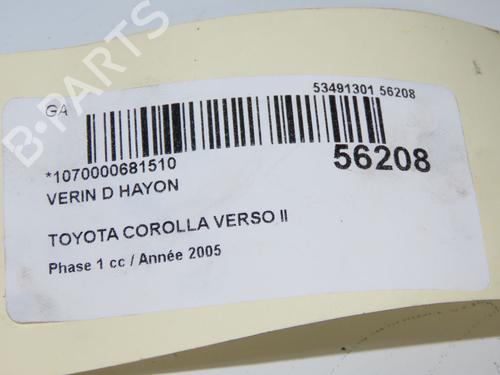 GA
53491301 56208
*1070000681510
56208
VERIN D HAYON
TOYOTA COROLLA VERSO II
Phase 1 cc / Année 2005
B-PARTS